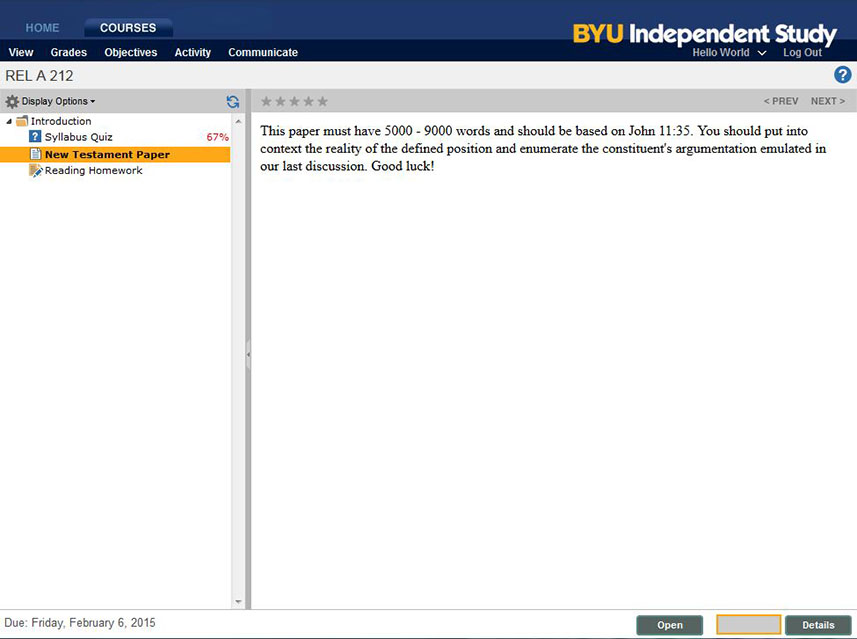 HOME COURSES
BYU Independent Study
View Grades Objectives Activity Communicate
Hello World Log Out
REL A 212
?
Display Options
< PREV NEXT >
Introduction
? Syllabus Quiz 67%
New Testament Paper
Reading Homework
This paper must have 5000 - 9000 words and should be based on John 11:35. You should put into
context the reality of the defined position and enumerate the constituent's argumentation emulated in
our last discussion. Good luck!
Due: Friday, February 6, 2015
Open Details